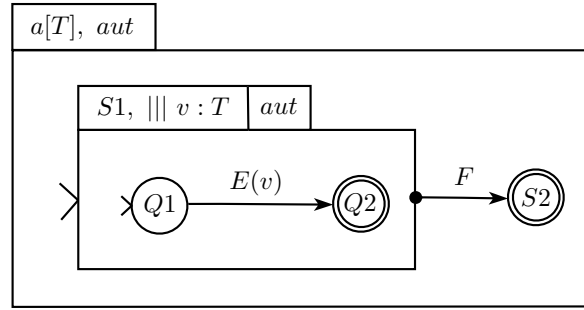 a[T], aut
S1, ||| v : T aut
E(v)
F
Q1
Q2
S2